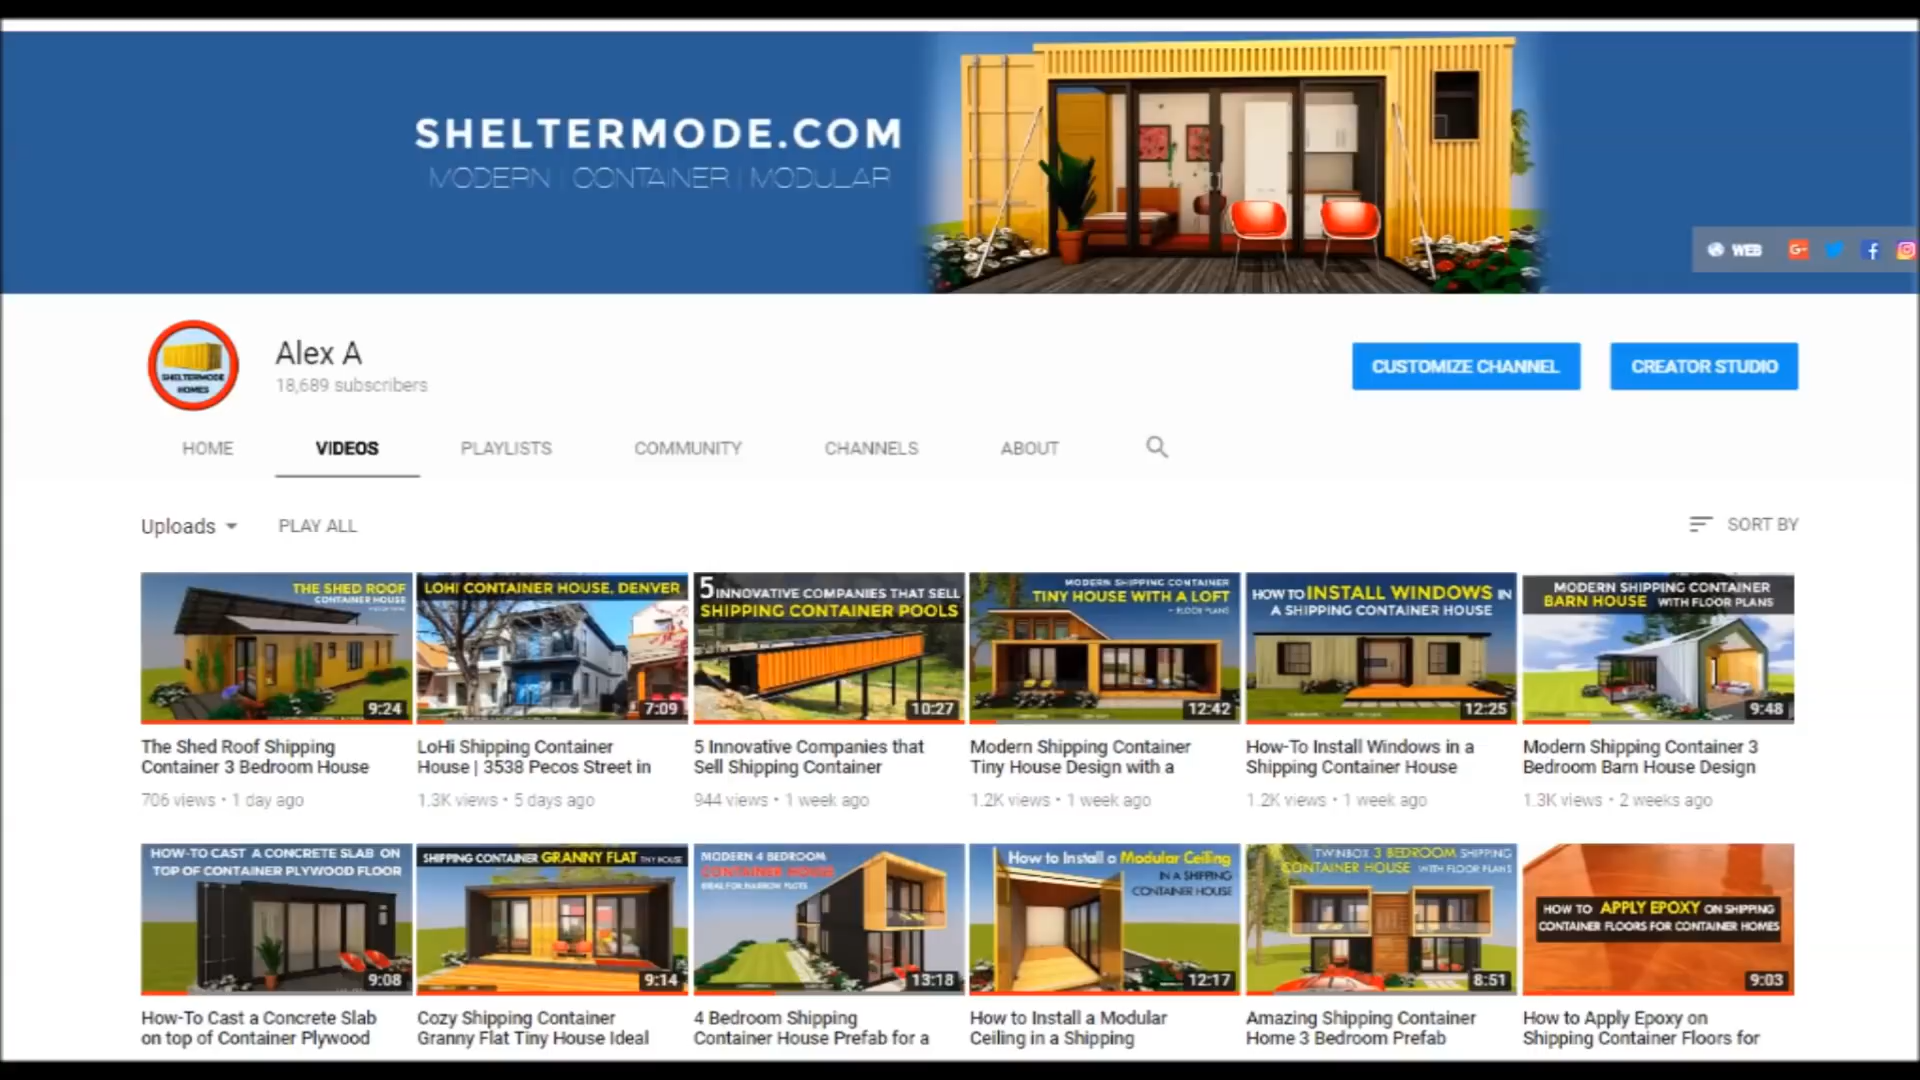 SHELTERMODE.COM
MODERN | CONTAINER | MODULAR
WEB
SHELTERMODE
HOMES
Alex A
18,689 subscribers
CUSTOMIZE CHANNEL
CREATOR STUDIO
HOME
VIDEOS
PLAYLISTS
COMMUNITY
CHANNELS
ABOUT
Uploads
PLAY ALL
SORT BY
THE SHED ROOF
CONTAINER HOUSE
9:24
The Shed Roof Shipping
Container 3 Bedroom House
706 views • 1 day ago
LOHI CONTAINER HOUSE, DENVER
7:09
LoHi Shipping Container
House | 3538 Pecos Street in
1.3K views • 5 days ago
5 INNOVATIVE COMPANIES THAT SELL
SHIPPING CONTAINER POOLS
10:27
5 Innovative Companies that
Sell Shipping Container
944 views • 1 week ago
MODERN SHIPPING CONTAINER
TINY HOUSE WITH A LOFT
+ FLOOR PLANS
12:42
Modern Shipping Container
Tiny House Design with a
1.2K views • 1 week ago
HOW TO INSTALL WINDOWS IN
A SHIPPING CONTAINER HOUSE
12:25
How-To Install Windows in a
Shipping Container House
1.2K views • 1 week ago
MODERN SHIPPING CONTAINER
BARN HOUSE WITH FLOOR PLANS
9:48
Modern Shipping Container 3
Bedroom Barn House Design
1.3K views • 2 weeks ago
HOW-TO CAST A CONCRETE SLAB ON
TOP OF CONTAINER PLYWOOD FLOOR
9:08
How-To Cast a Concrete Slab
on top of Container Plywood
SHIPPING CONTAINER GRANNY FLAT TINY HOUSE
9:14
Cozy Shipping Container
Granny Flat Tiny House Ideal
MODERN 4 BEDROOM
CONTAINER HOUSE
IDEAL FOR NARROW PLOTS
13:18
4 Bedroom Shipping
Container House Prefab for a
How to Install a Modular Ceiling
IN A SHIPPING
CONTAINER HOUSE
12:17
How to Install a Modular
Ceiling in a Shipping
TWINBOX 3 BEDROOM SHIPPING
CONTAINER HOUSE WITH FLOOR PLANS
8:51
Amazing Shipping Container
Home 3 Bedroom Prefab
HOW TO APPLY EPOXY ON SHIPPING
CONTAINER FLOORS FOR CONTAINER HOMES
9:03
How to Apply Epoxy on
Shipping Container Floors for